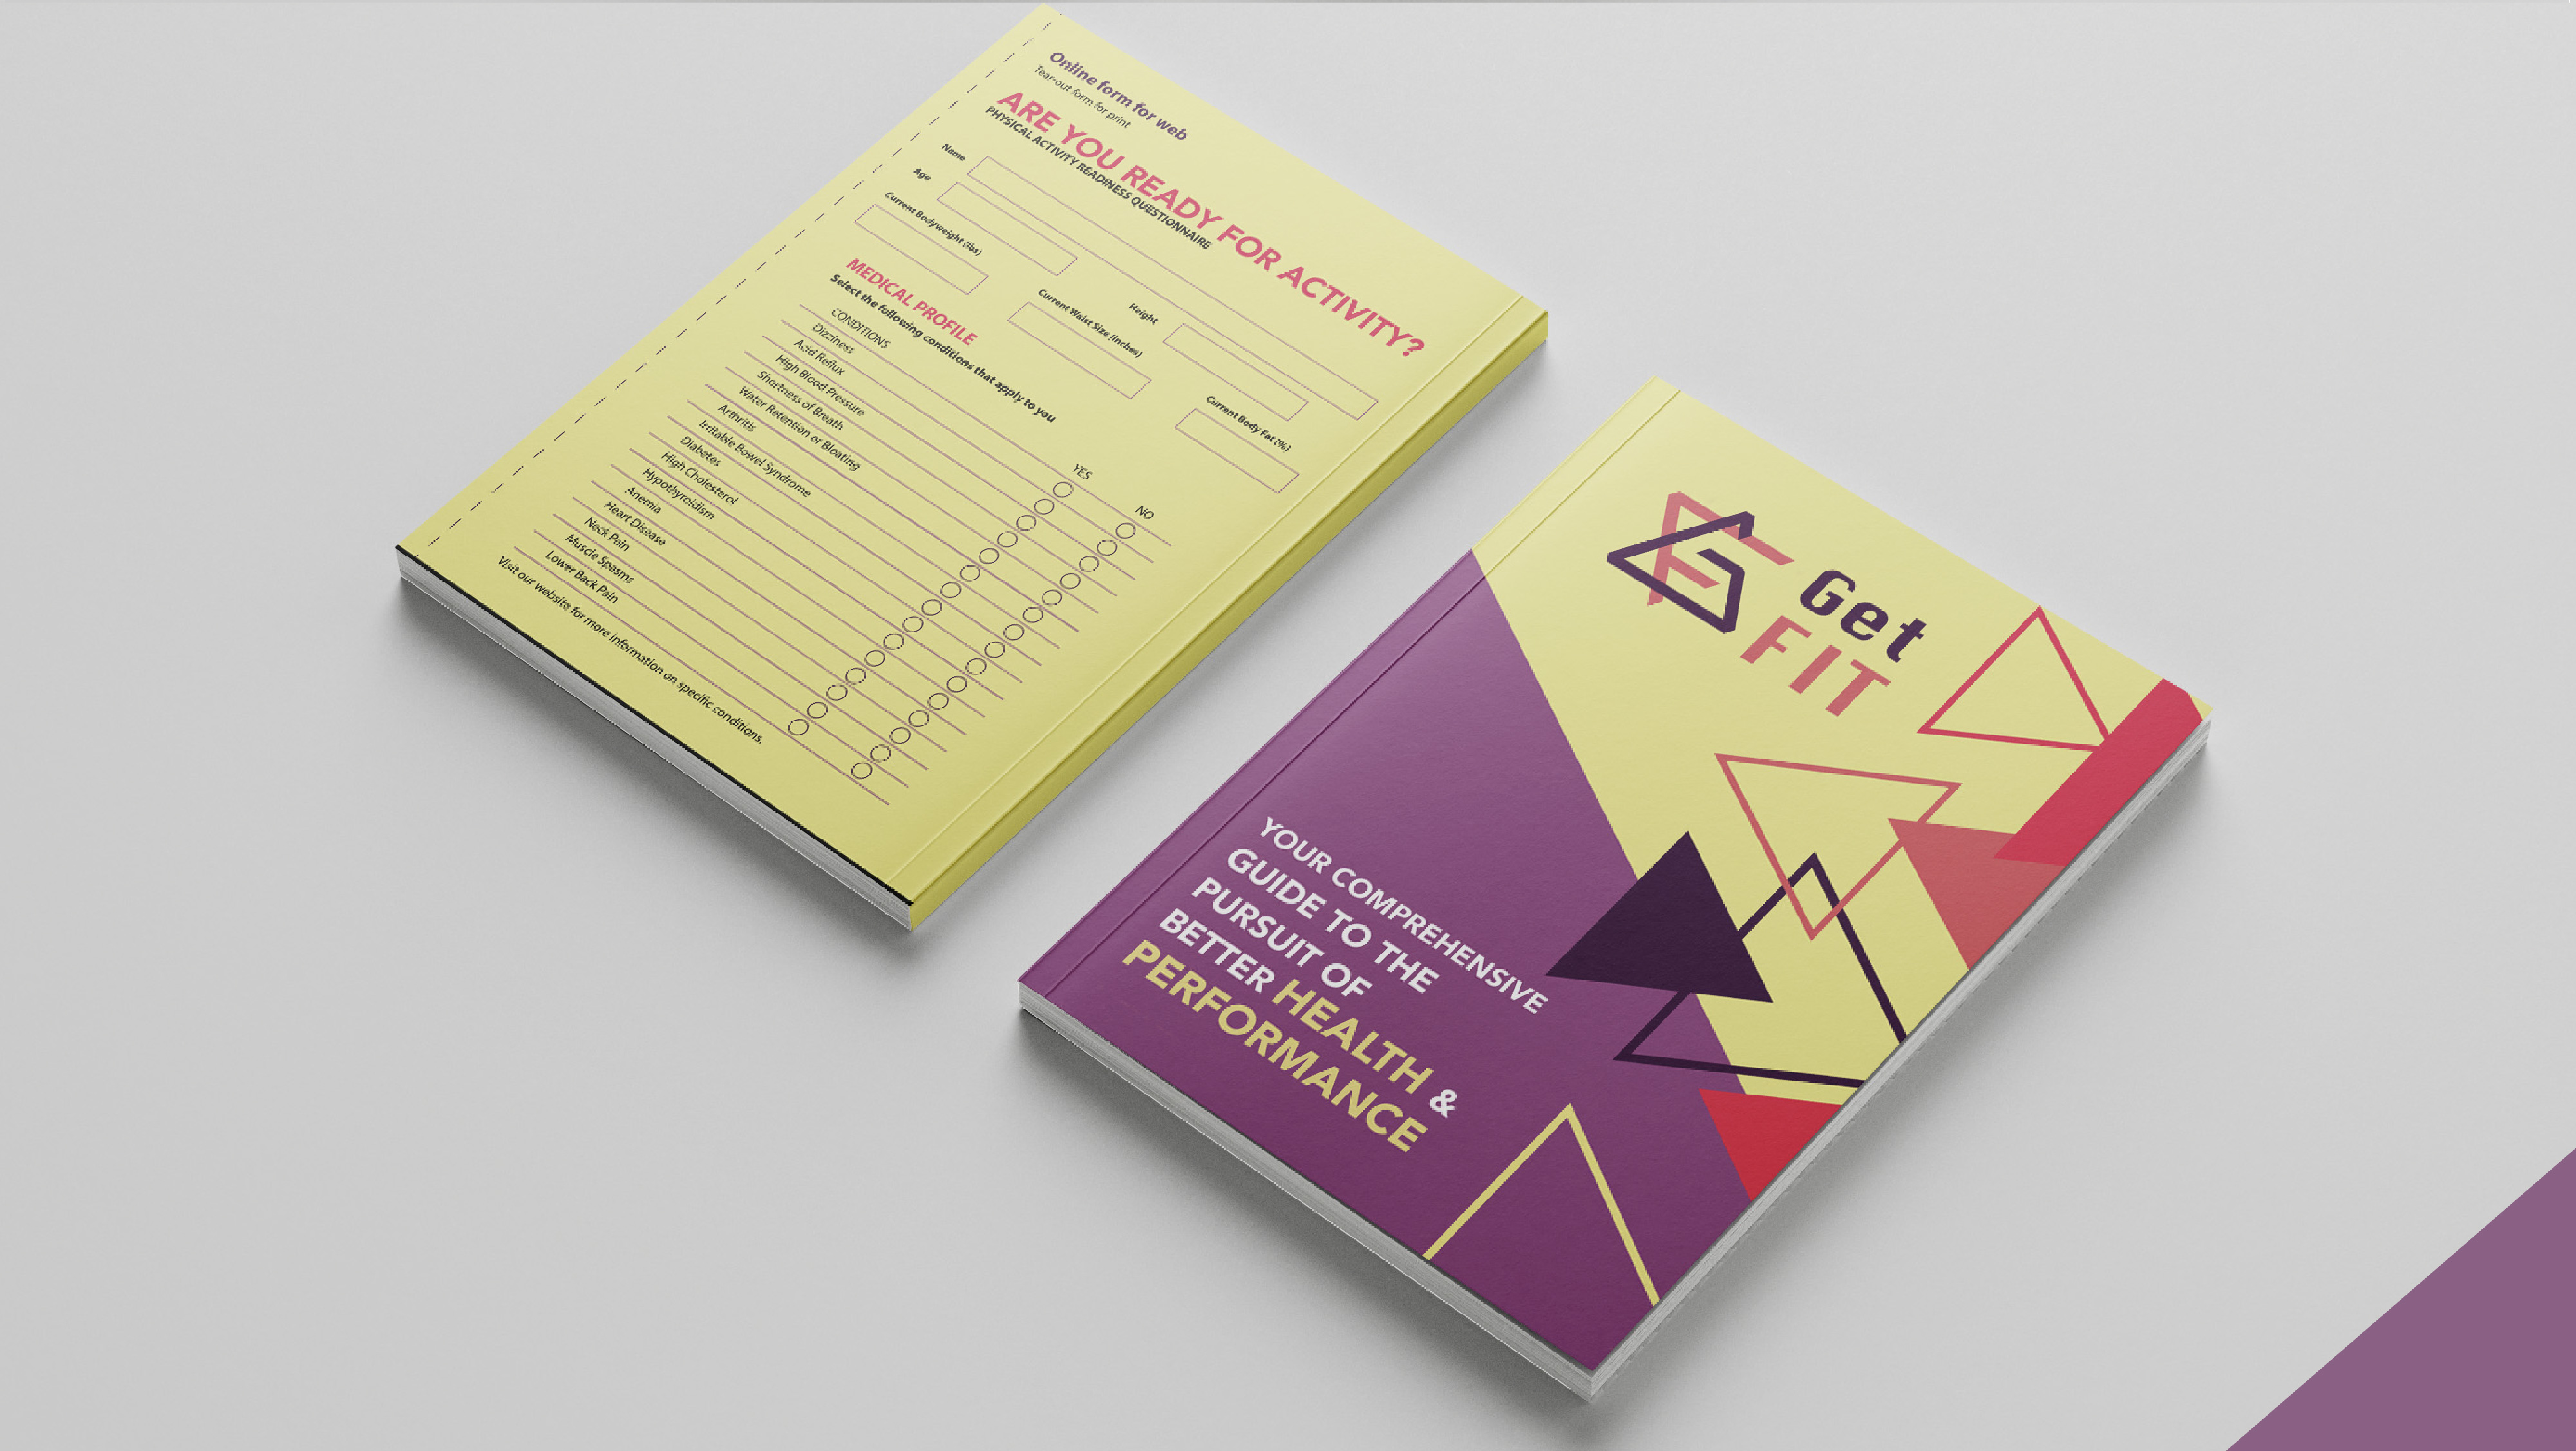 Online form for web
Tear-out form for print
ARE YOU READY FOR ACTIVITY?
PHYSICAL ACTIVITY READINESS QUESTIONNAIRE
Name
Age
Height
Current Bodyweight (lbs)
Current Waist Size (inches)
Current Body Fat (%)
MEDICAL PROFILE
Select the following conditions that apply to you
CONDITIONS YES NO
Dizziness
Acid Reflux
High Blood Pressure
Shortness of Breath
Water Retention or Bloating
Arthritis
Irritable Bowel Syndrome
Diabetes
High Cholesterol
Hypothyroidism
Anemia
Heart Disease
Neck Pain
Muscle Spasms
Lower Back Pain
Visit our website for more information on specific conditions.
Get
FIT
YOUR COMPREHENSIVE
GUIDE TO THE
PURSUIT OF
BETTER HEALTH &
PERFORMANCE